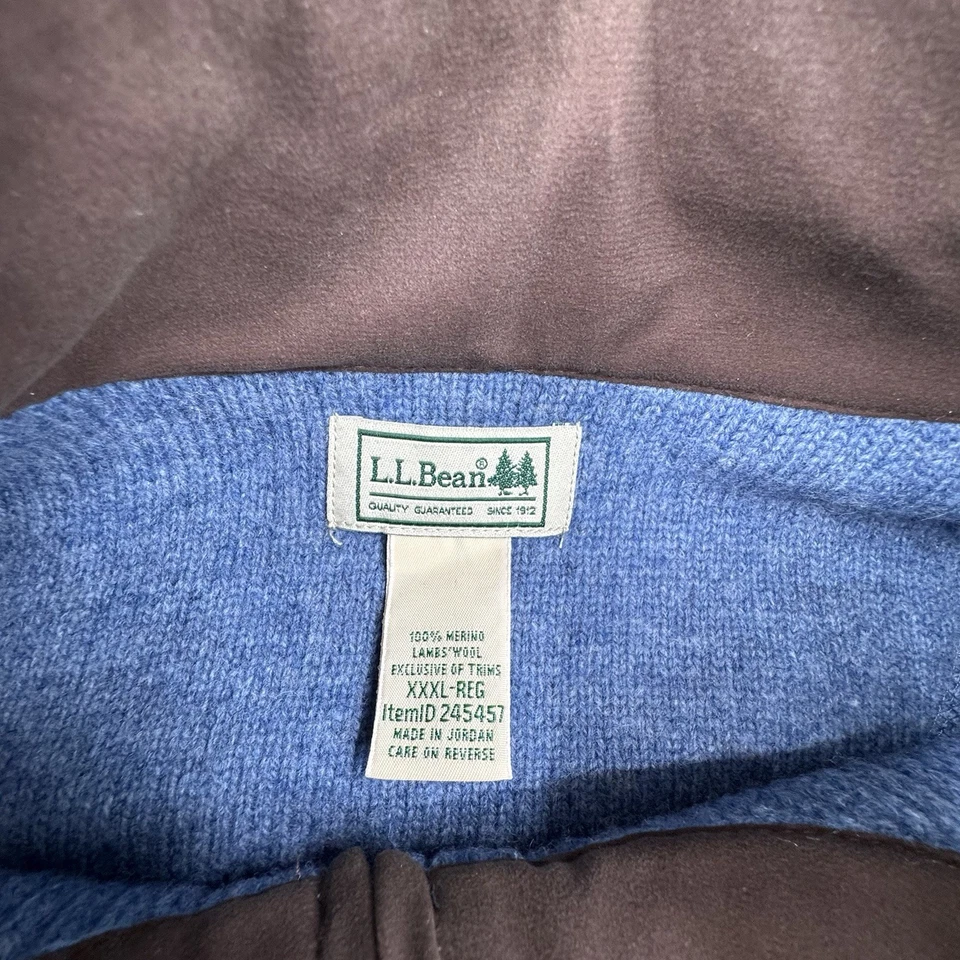 L.L.Bean®
QUALITY GUARANTEED SINCE 1912
100% MERINO
LAMBS'WOOL
EXCLUSIVE OF TRIMS
XXXL-REG
ItemID 245457
MADE IN JORDAN
CARE ON REVERSE